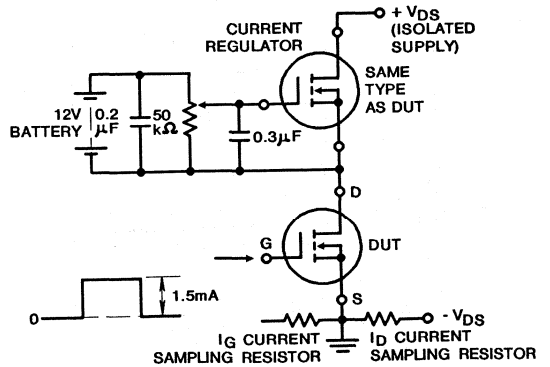 + VDS
(ISOLATED
SUPPLY)
CURRENT
REGULATOR
SAME
TYPE
AS DUT
12V
BATTERY
0.2
μF
50
kΩ
0.3μF
D
G
DUT
1.5mA
0
S
- VDS
IG CURRENT
SAMPLING RESISTOR
ID CURRENT
SAMPLING RESISTOR